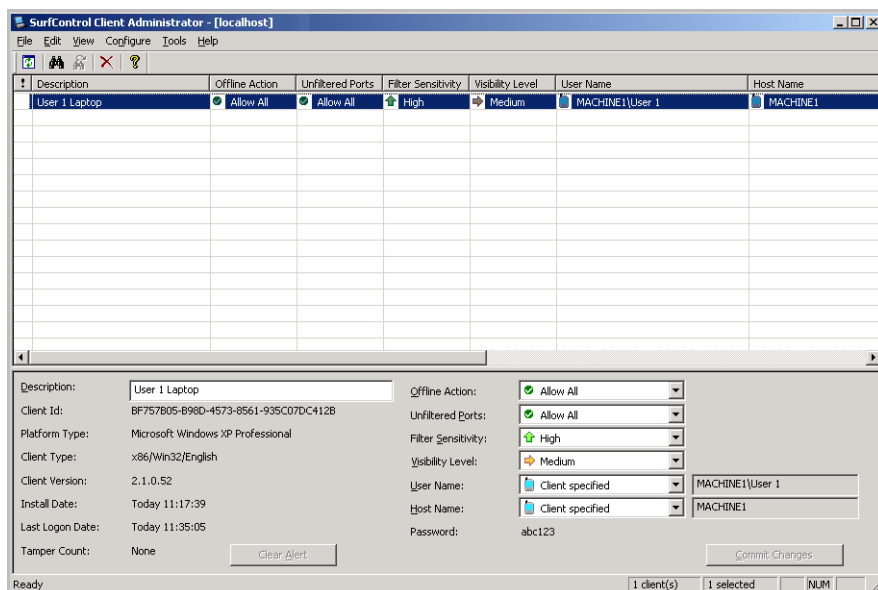 SurfControl Client Administrator - [localhost]
File Edit View Configure Tools Help
! Description Offline Action Unfiltered Ports Filter Sensitivity Visibility Level User Name Host Name
User 1 Laptop Allow All Allow All High Medium MACHINE1\User 1 MACHINE1
Description: User 1 Laptop
Client Id: BF757B05-B98D-4573-8561-935C07DC412B
Platform Type: Microsoft Windows XP Professional
Client Type: x86/Win32/English
Client Version: 2.1.0.52
Install Date: Today 11:17:39
Last Logon Date: Today 11:35:05
Tamper Count: None Clear Alert
Offline Action: Allow All
Unfiltered Ports: Allow All
Filter Sensitivity: High
Visibility Level: Medium
User Name: Client specified MACHINE1\User 1
Host Name: Client specified MACHINE1
Password: abc123
Commit Changes
Ready 1 client(s) 1 selected NUM